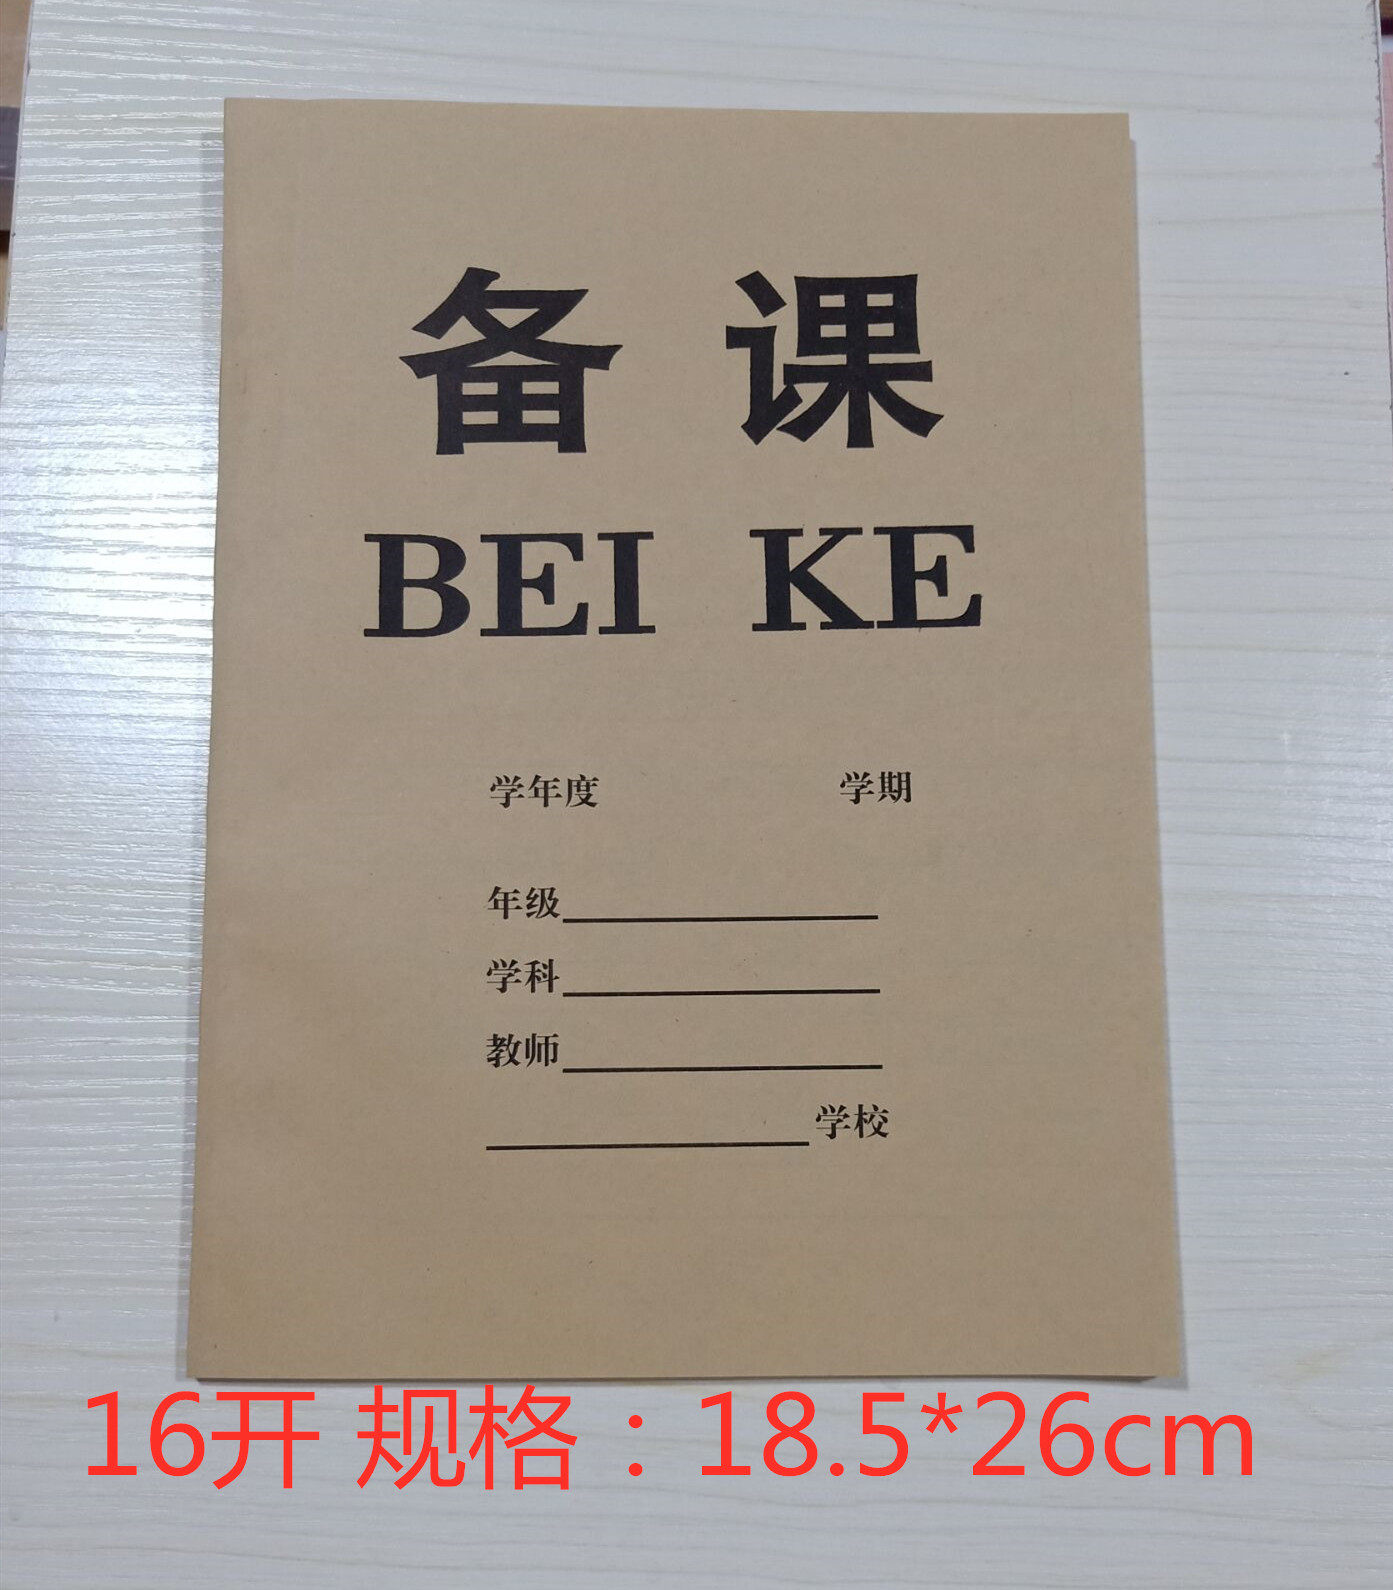 备 课
BEI KE
学年度 学期
年级
学科
教师
学校
16开 规格：18.5*26cm